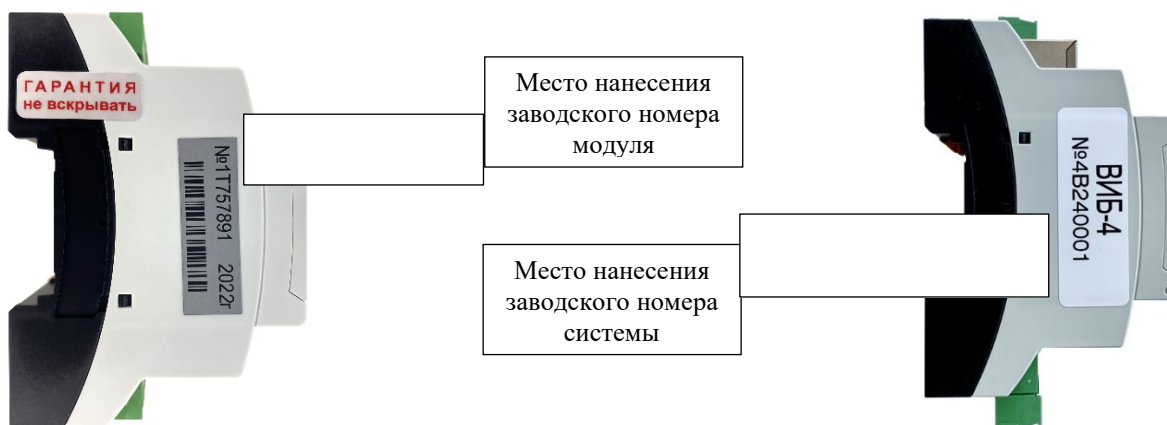 ГАРАНТИЯ
не вскрывать
№1Т757891 2022г
Место нанесения
заводского номера
модуля
Место нанесения
заводского номера
системы
ВИБ-4
№4В240001